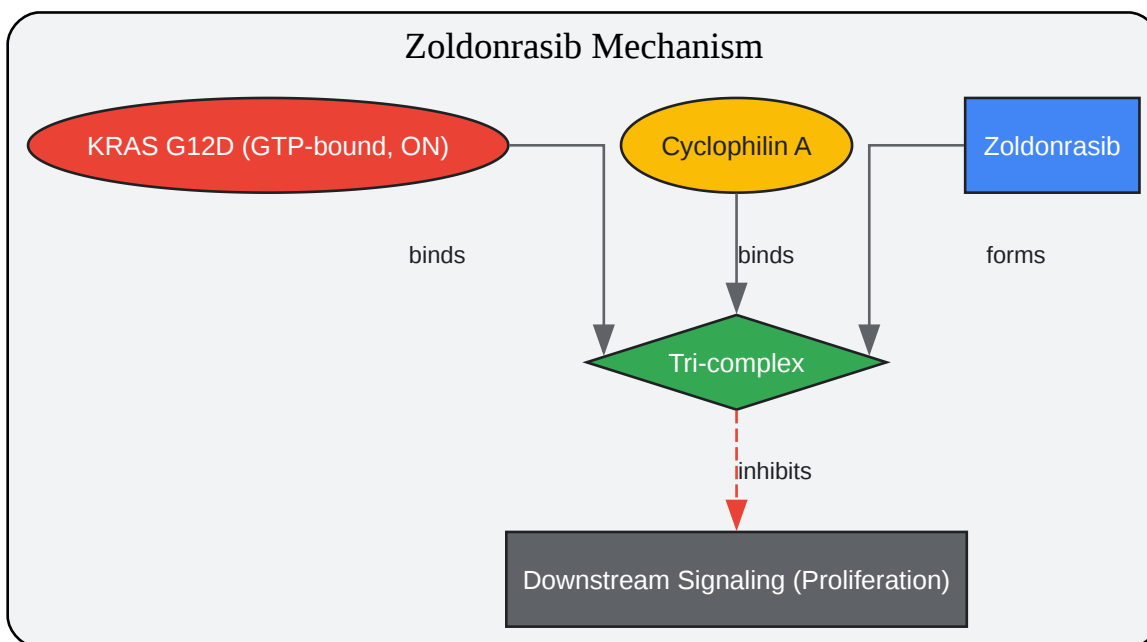 Zoldonrasib Mechanism
KRAS G12D (GTP-bound, ON)
Cyclophilin A
Zoldonrasib
binds
binds
forms
Tri-complex
inhibits
Downstream Signaling (Proliferation)